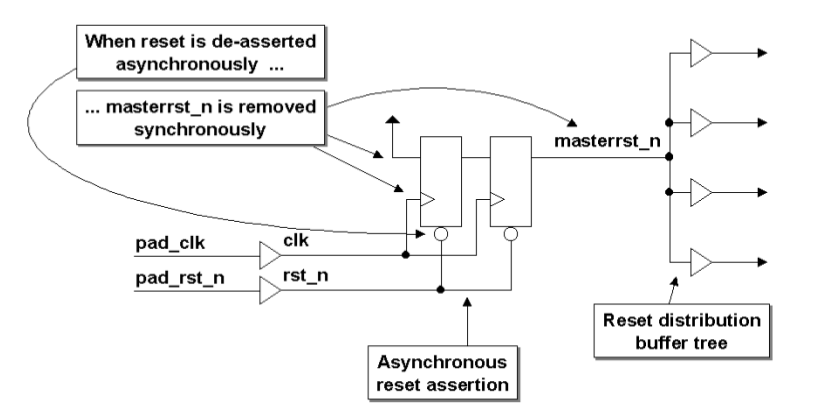 When reset is de-asserted
asynchronously ...
... masterrst_n is removed
synchronously
masterrst_n
pad_clk
clk
pad_rst_n
rst_n
Reset distribution
buffer tree
Asynchronous
reset assertion